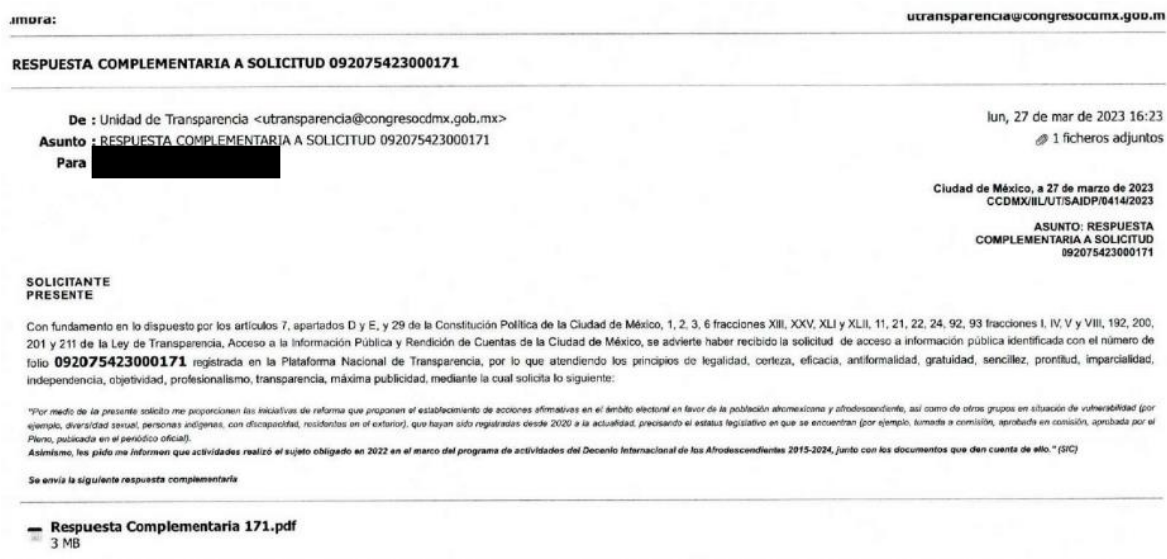 utransparencia@congresocdmx.gob.m
RESPUESTA COMPLEMENTARIA A SOLICITUD 092075423000171
De : Unidad de Transparencia <utransparencia@congresocdmx.gob.mx>
lun, 27 de mar de 2023 16:23
Asunto : RESPUESTA COMPLEMENTARIA A SOLICITUD 092075423000171
1 ficheros adjuntos
Para
Ciudad de México, a 27 de marzo de 2023
CCDMX/IIL/UT/SAIDP/0414/2023
ASUNTO: RESPUESTA
COMPLEMENTARIA A SOLICITUD
092075423000171
SOLICITANTE
PRESENTE
Con fundamento en lo dispuesto por los artículos 7, apartados D y E, y 29 de la Constitución Política de la Ciudad de México, 1, 2, 3, 6 fracciones XIII, XXV, XLI y XLII, 11, 21, 22, 24, 92, 93 fracciones I, IV, V y VIII, 192, 200,
201 y 211 de la Ley de Transparencia, Acceso a la Información Pública y Rendición de Cuentas de la Ciudad de México, se advierte haber recibido la solicitud de acceso a información pública identificada con el número de
folio 092075423000171 registrada en la Plataforma Nacional de Transparencia, por lo que atendiendo los principios de legalidad, certeza, eficacia, antiformalidad, gratuidad, sencillez, prontitud, imparcialidad,
independencia, objetividad, profesionalismo, transparencia, máxima publicidad, mediante la cual solicita lo siguiente:
"Por medio de la presente solicito me proporcionen las iniciativas de reforma que proponen el establecimiento de acciones afirmativas en el ámbito electoral en favor de la población afromexicana y afrodescendiente, así como de otros grupos en situación de vulnerabilidad (por
ejemplo, diversidad sexual, personas indígenas, con discapacidad, residentes en el exterior), que hayan sido registradas desde 2020 a la actualidad, precisando el estatus legislativo en que se encuentran (por ejemplo, turnada a comisión, aprobada en comisión, aprobada por el
Pleno, publicada en el periódico oficial).
Asimismo, les pido me informen que actividades realizó el sujeto obligado en 2022 en el marco del programa de actividades del Decenio Internacional de los Afrodescendientes 2015-2024, junto con los documentos que den cuenta de ello." (SIC)
Se envía la siguiente respuesta complementaria
Respuesta Complementaria 171.pdf
3 MB